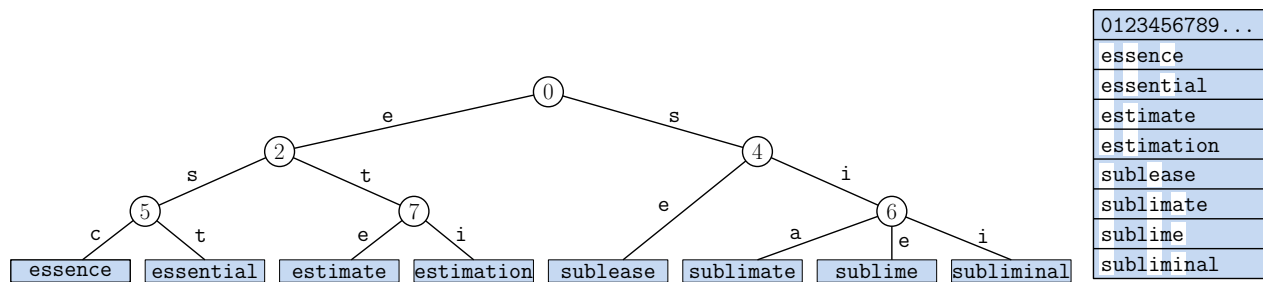 0
e
s
2
4
s
t
i
5
7
e
6
c
t
e
i
a
e
i
essence
essential
estimate
estimation
sublease
sublimate
sublime
subliminal
0123456789...
essence
essential
estimate
estimation
sublease
sublimate
sublime
subliminal